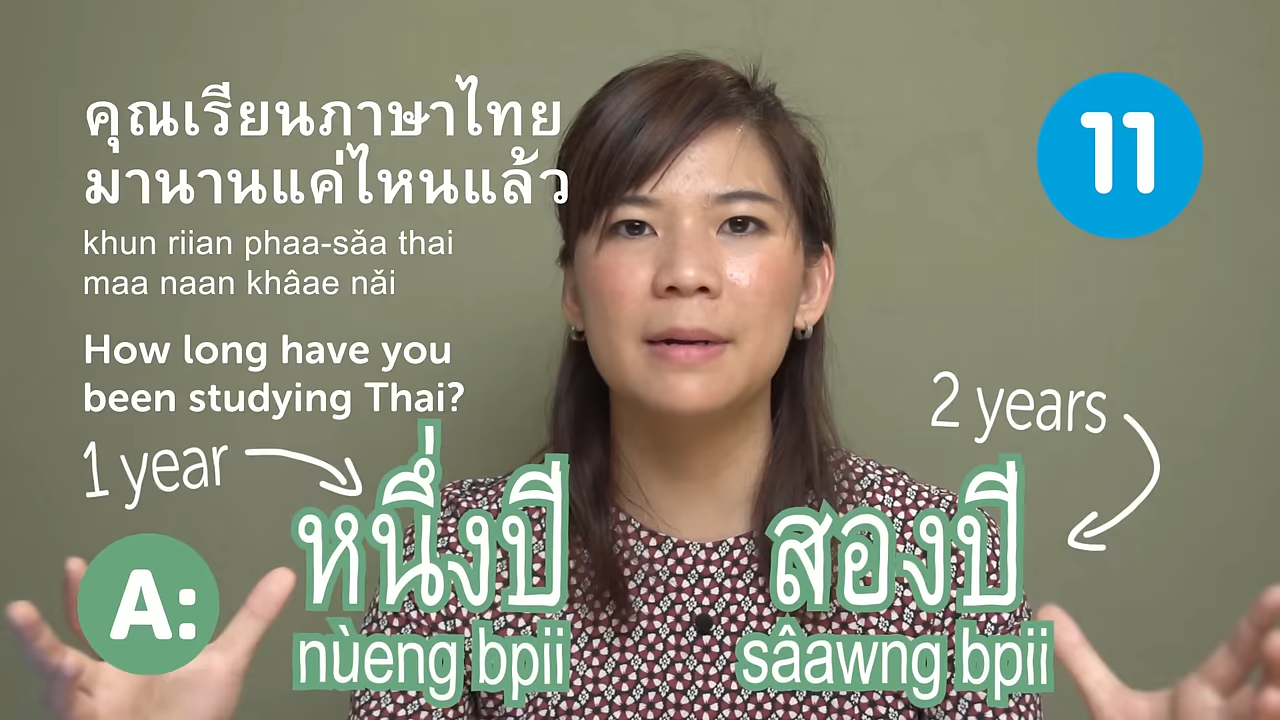 คุณเรียนภาษาไทย
มานานแค่ไหนแล้ว
khun riian phaa-sǎa thai
maa naan khâae nǎi
How long have you
been studying Thai?
11
1 year
2 years
A:
หนึ่งปี
สองปี
nùeng bpii
sâawng bpii